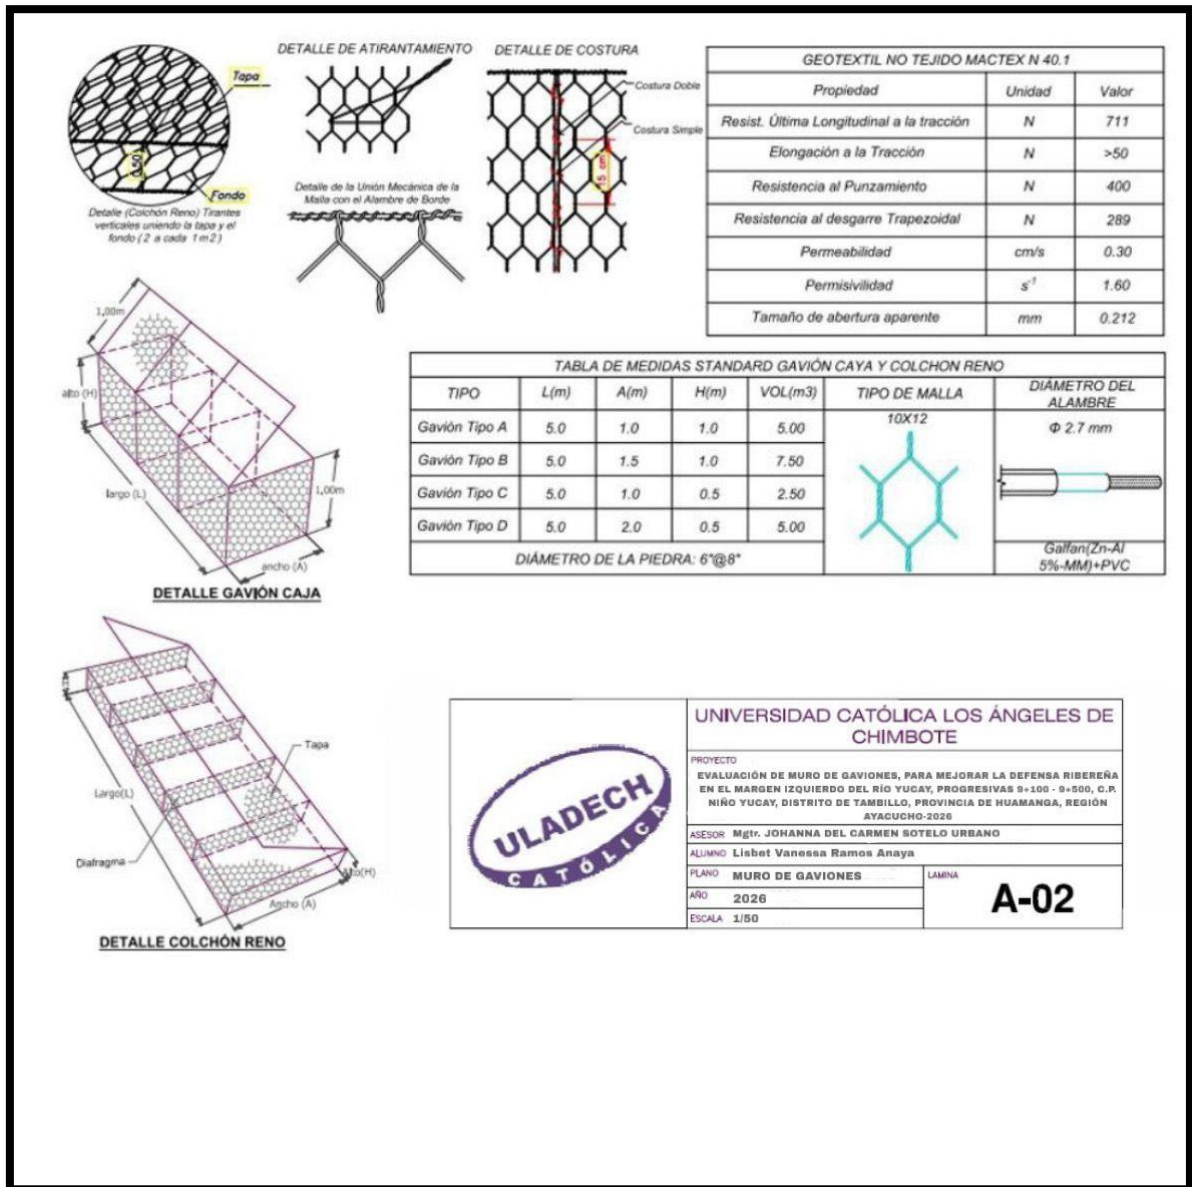 DETALLE DE ATIRANTAMIENTO
DETALLE DE COSTURA
Tapa
0.50
Fondo
Detalle (Colchón Reno) Tirantes
verticales uniendo la tapa y el
fondo ( 2 a cada 1 m2 )
Detalle de la Unión Mecánica de la
Malla con el Alambre de Borde
Costura Doble
Costura Simple
15 cm
GEOTEXTIL NO TEJIDO MACTEX N 40.1
Propiedad Unidad Valor
Resist. Última Longitudinal a la tracción N 711
Elongación a la Tracción N >50
Resistencia al Punzamiento N 400
Resistencia al desgarre Trapezoidal N 289
Permeabilidad cm/s 0.30
Permisivilidad s-1 1.60
Tamaño de abertura aparente mm 0.212
1,00m
alto (H)
largo (L)
1,00m
ancho (A)
DETALLE GAVIÓN CAJA
TABLA DE MEDIDAS STANDARD GAVIÓN CAYA Y COLCHON RENO
TIPO L(m) A(m) H(m) VOL(m3) TIPO DE MALLA DIÁMETRO DEL
ALAMBRE
Gavión Tipo A 5.0 1.0 1.0 5.00
Gavión Tipo B 5.0 1.5 1.0 7.50
Gavión Tipo C 5.0 1.0 0.5 2.50
Gavión Tipo D 5.0 2.0 0.5 5.00
DIÁMETRO DE LA PIEDRA: 6"@8"
10X12
Φ 2.7 mm
Galfan(Zn-Al
5%-MM)+PVC
Tapa
Largo(L)
Diafragma
Alto(H)
Ancho (A)
DETALLE COLCHÓN RENO
ULADECH
CATÓLICA
UNIVERSIDAD CATÓLICA LOS ÁNGELES DE
CHIMBOTE
PROYECTO
EVALUACIÓN DE MURO DE GAVIONES, PARA MEJORAR LA DEFENSA RIBEREÑA
EN EL MARGEN IZQUIERDO DEL RÍO YUCAY, PROGRESIVAS 9+100 - 9+500, C.P.
NIÑO YUCAY, DISTRITO DE TAMBILLO, PROVINCIA DE HUAMANGA, REGIÓN
AYACUCHO-2026
ASESOR Mgtr. JOHANNA DEL CARMEN SOTELO URBANO
ALUMNO Lisbet Vanessa Ramos Anaya
PLANO MURO DE GAVIONES
AÑO 2026
ESCALA 1/50
LAMINA
A-02